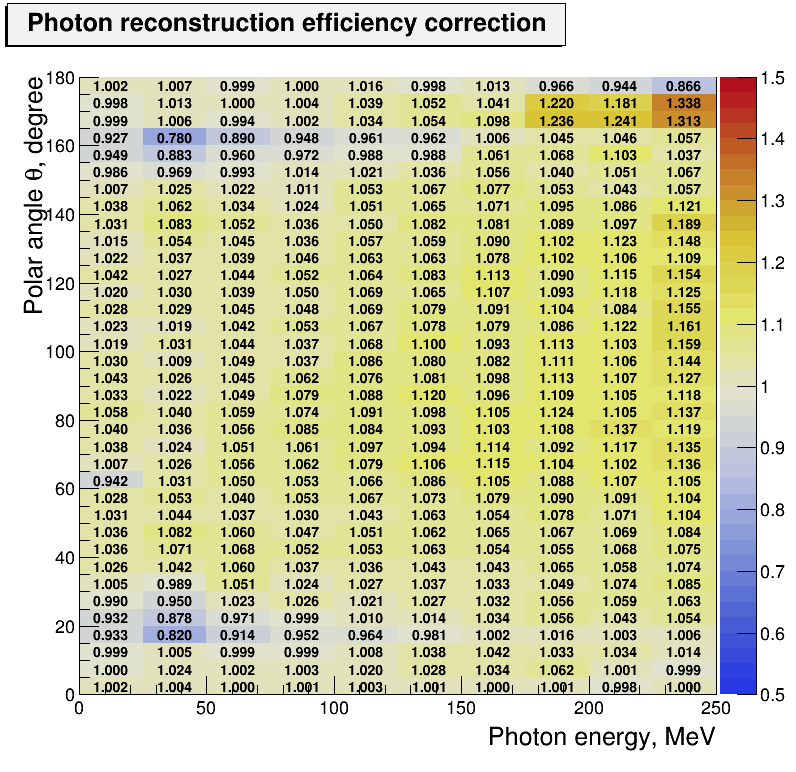 Photon reconstruction efficiency correction
Polar angle θ, degree
180 1.002 1.007 0.999 1.000 1.016 0.998 1.013 0.966 0.944 0.866 1.5
0.998 1.013 1.000 1.004 1.039 1.052 1.041 1.220 1.181 1.338
0.999 1.006 0.994 1.002 1.034 1.054 1.098 1.236 1.241 1.313
160 0.927 0.780 0.890 0.948 0.961 0.962 1.006 1.045 1.046 1.057 1.4
0.949 0.883 0.960 0.972 0.988 0.988 1.061 1.068 1.103 1.037
0.986 0.969 0.993 1.014 1.021 1.036 1.056 1.040 1.051 1.067
1.007 1.025 1.022 1.011 1.053 1.067 1.077 1.053 1.043 1.057 1.3
140 1.038 1.062 1.034 1.024 1.051 1.065 1.071 1.095 1.086 1.121
1.031 1.083 1.052 1.036 1.050 1.082 1.081 1.089 1.097 1.189
1.015 1.054 1.045 1.036 1.057 1.059 1.090 1.102 1.123 1.148
1.022 1.037 1.039 1.046 1.063 1.063 1.078 1.102 1.106 1.109 1.2
120 1.042 1.027 1.044 1.052 1.064 1.083 1.113 1.090 1.115 1.154
1.020 1.030 1.039 1.050 1.069 1.065 1.107 1.093 1.118 1.125
1.028 1.029 1.045 1.048 1.069 1.079 1.091 1.104 1.084 1.155
1.023 1.019 1.042 1.053 1.067 1.078 1.079 1.086 1.122 1.161 1.1
100 1.019 1.031 1.044 1.037 1.068 1.100 1.093 1.113 1.103 1.159
1.030 1.009 1.049 1.037 1.086 1.080 1.082 1.111 1.106 1.144
1.043 1.026 1.045 1.062 1.076 1.081 1.098 1.113 1.107 1.127 1
1.033 1.022 1.049 1.079 1.088 1.120 1.096 1.109 1.105 1.118
80 1.058 1.040 1.059 1.074 1.091 1.098 1.105 1.124 1.105 1.137
1.040 1.036 1.056 1.085 1.084 1.093 1.103 1.108 1.137 1.119
1.038 1.024 1.051 1.061 1.097 1.094 1.114 1.092 1.117 1.135 0.9
1.007 1.026 1.056 1.062 1.079 1.106 1.115 1.104 1.102 1.136
60 0.942 1.031 1.050 1.053 1.066 1.086 1.105 1.088 1.107 1.105
1.028 1.053 1.040 1.053 1.067 1.073 1.079 1.090 1.091 1.104
1.031 1.044 1.037 1.030 1.043 1.063 1.054 1.078 1.071 1.104 0.8
1.036 1.082 1.060 1.047 1.051 1.062 1.065 1.067 1.069 1.084
40 1.036 1.071 1.068 1.052 1.053 1.063 1.054 1.055 1.068 1.075
1.026 1.042 1.060 1.037 1.036 1.043 1.043 1.065 1.058 1.074 0.7
1.005 0.989 1.051 1.024 1.027 1.037 1.033 1.049 1.074 1.085
0.990 0.950 1.023 1.026 1.021 1.027 1.032 1.056 1.059 1.063
0.932 0.878 0.971 0.999 1.010 1.014 1.034 1.056 1.043 1.054
20 0.933 0.820 0.914 0.952 0.964 0.981 1.002 1.016 1.003 1.006 0.6
0.999 1.005 0.999 0.999 1.008 1.038 1.042 1.033 1.034 1.014
1.000 1.024 1.002 1.003 1.020 1.028 1.034 1.062 1.001 0.999
0 1.002 1.004 1.000 1.001 1.003 1.001 1.000 1.001 0.998 1.000 0.5
0 50 100 150 200 250
Photon energy, MeV